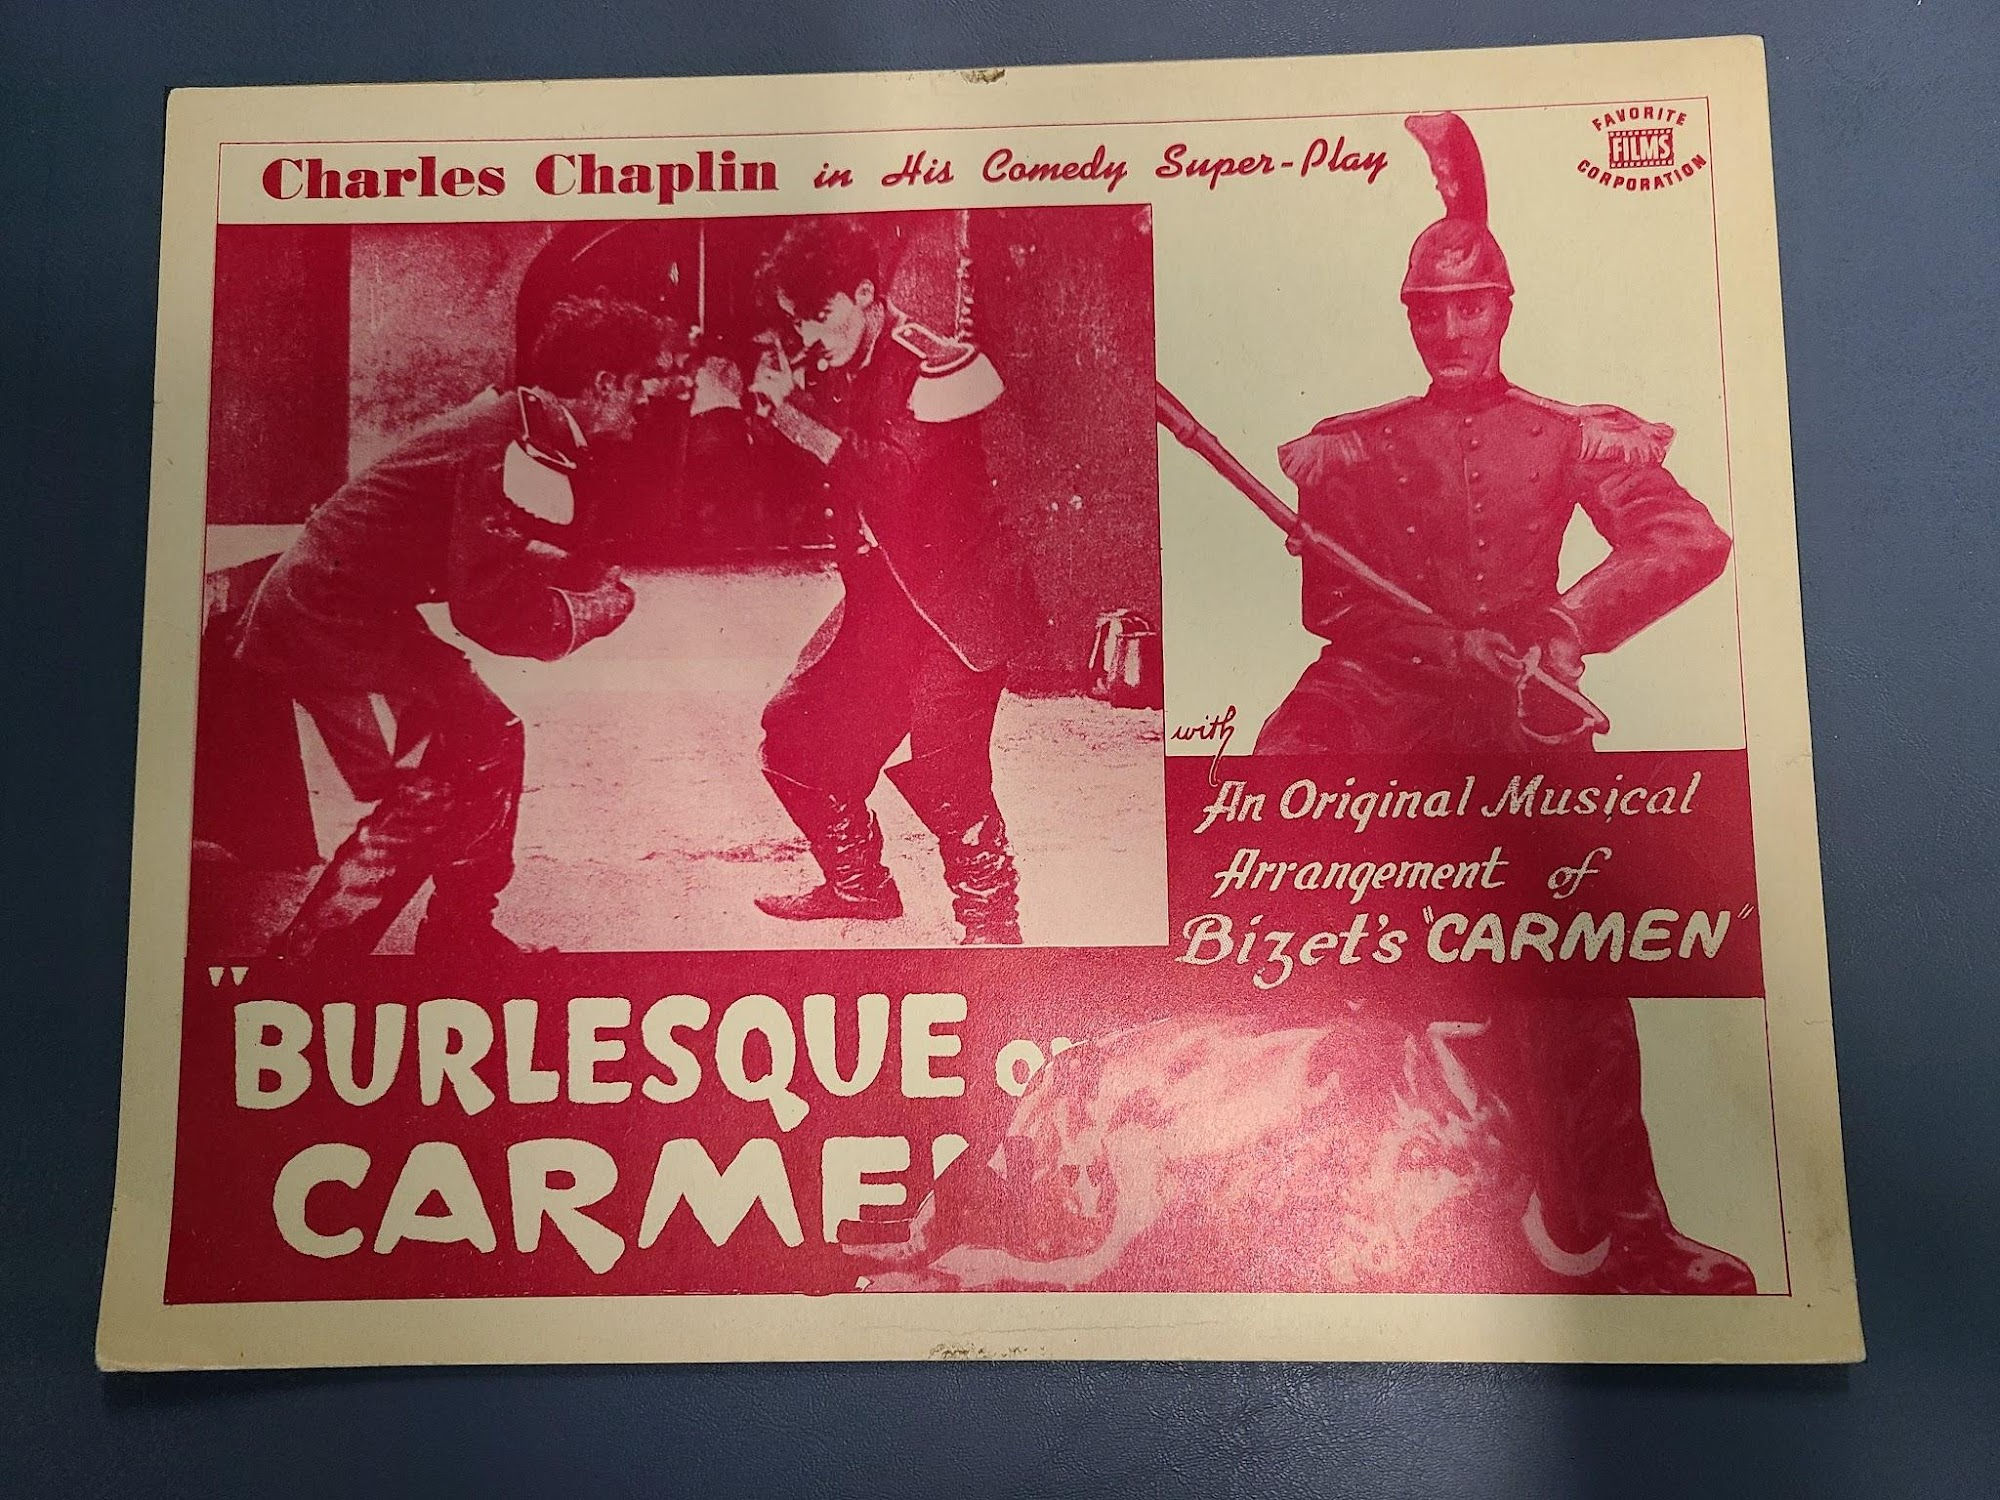 Charles Chaplin in His Comedy Super-Play
FAVORITE
FILMS
CORPORATION
with
An Original Musical
Arrangement of
Bizet's "CARMEN"
"BURLESQUE on
CARME